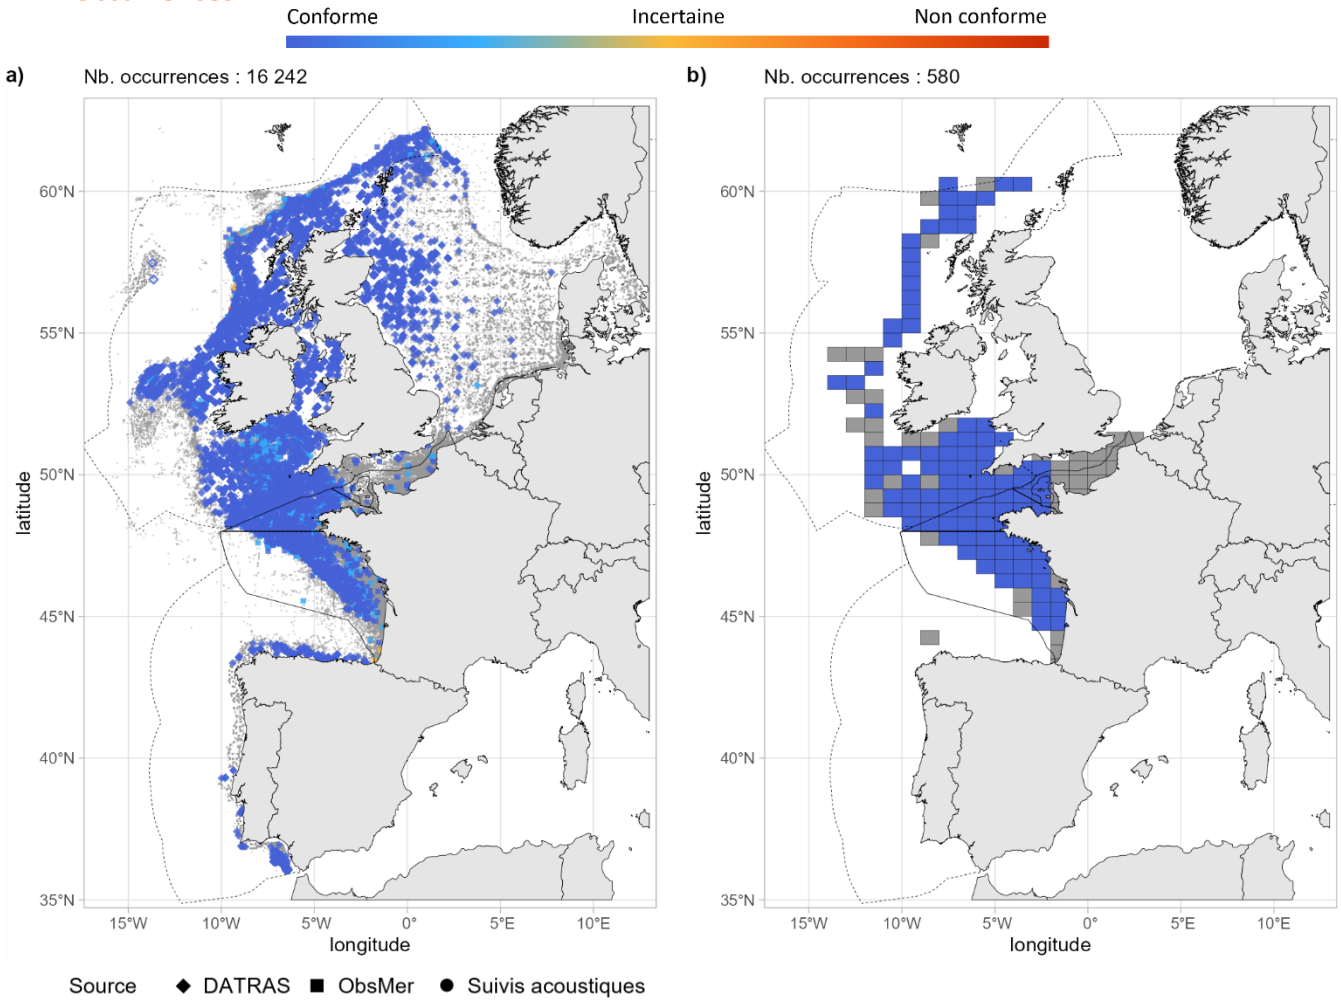 Conforme Incertaine Non conforme
a) Nb. occurrences : 16 242
b) Nb. occurrences : 580
60°N
55°N
50°N
45°N
40°N
35°N
latitude
15°W 10°W 5°W 0° 5°E 10°E
longitude
60°N
55°N
50°N
45°N
40°N
35°N
latitude
15°W 10°W 5°W 0° 5°E 10°E
longitude
Source DATRAS ObsMer Suivis acoustiques